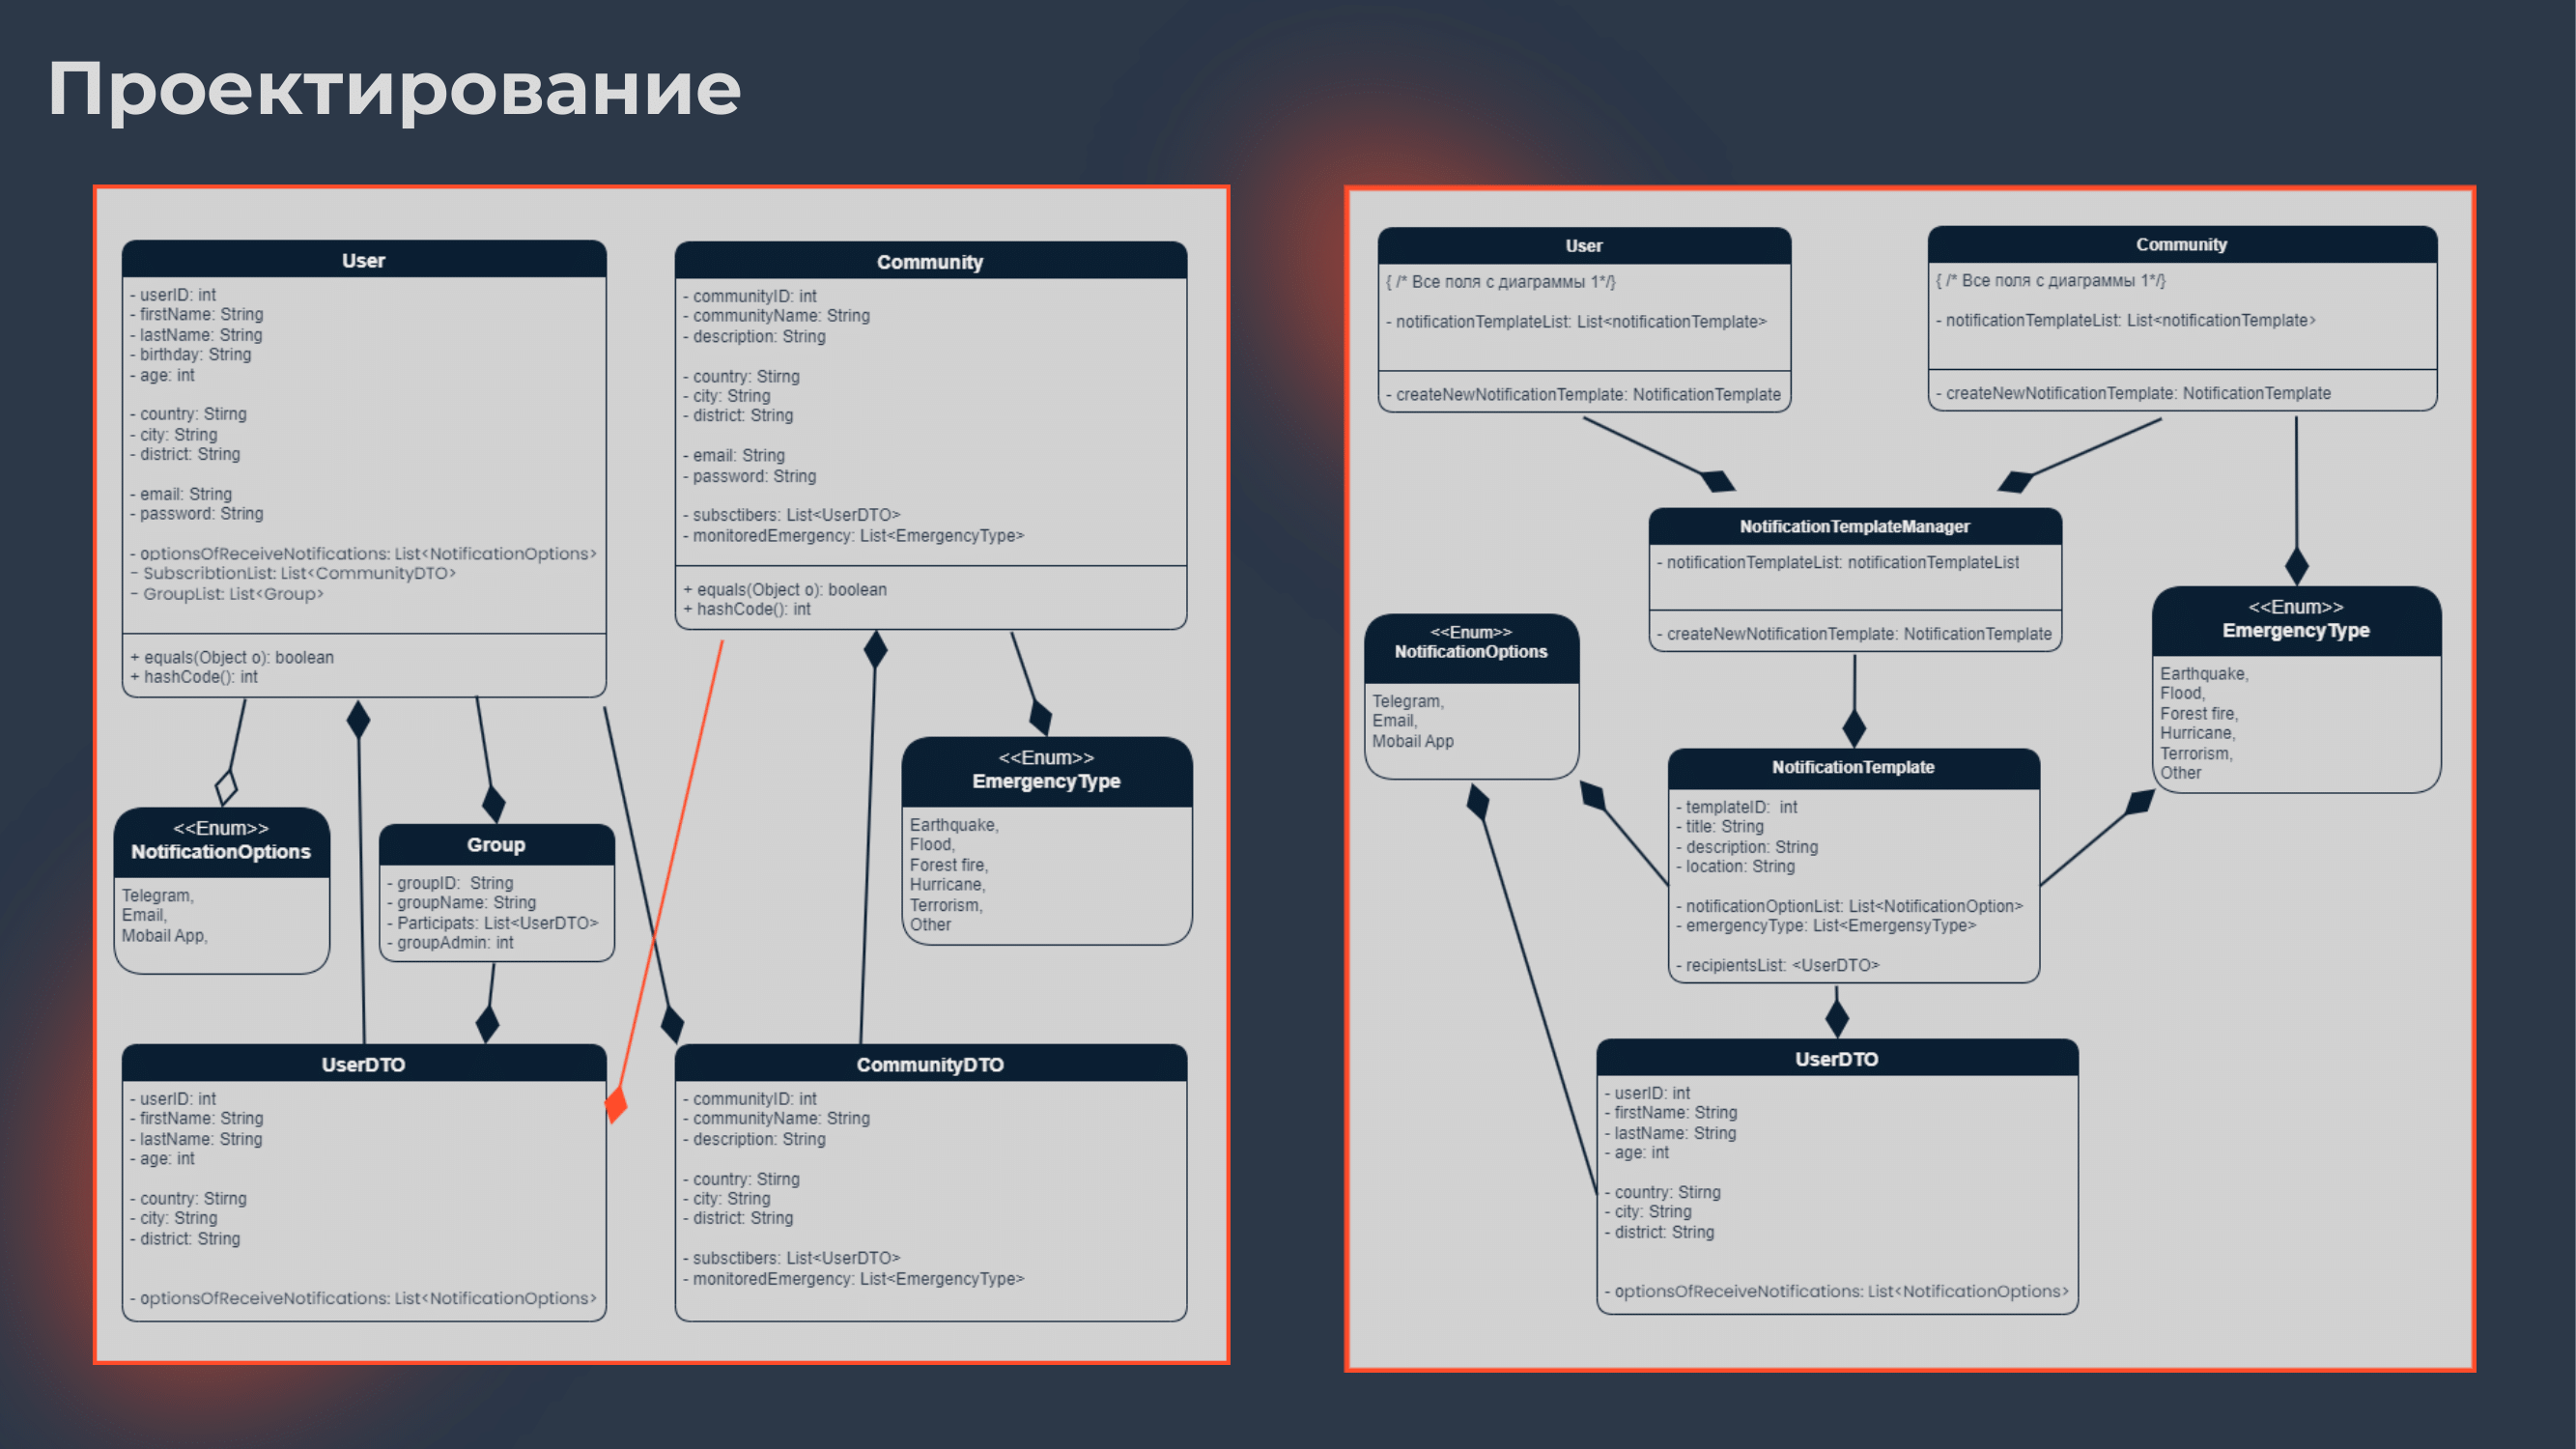 Проектирование
User
- userID: int
- firstName: String
- lastName: String
- birthday: String
- age: int
- country: Stirng
- city: String
- district: String
- email: String
- password: String
- optionsOfReceiveNotifications: List<NotificationOptions>
- SubscribtionList: List<CommunityDTO>
- GroupList: List<Group>
+ equals(Object o): boolean
+ hashCode(): int
Community
- communityID: int
- communityName: String
- description: String
- country: Stirng
- city: String
- district: String
- email: String
- password: String
- subsctibers: List<UserDTO>
- monitoredEmergency: List<EmergencyType>
+ equals(Object o): boolean
+ hashCode(): int
<<Enum>>
NotificationOptions
Telegram,
Email,
Mobail App,
Group
- groupID:  String
- groupName: String
- Participats: List<UserDTO>
- groupAdmin: int
<<Enum>>
EmergencyType
Earthquake,
Flood,
Forest fire,
Hurricane,
Terrorism,
Other
UserDTO
- userID: int
- firstName: String
- lastName: String
- age: int
- country: Stirng
- city: String
- district: String
- optionsOfReceiveNotifications: List<NotificationOptions>
CommunityDTO
- communityID: int
- communityName: String
- description: String
- country: Stirng
- city: String
- district: String
- subsctibers: List<UserDTO>
- monitoredEmergency: List<EmergencyType>
User
{ /* Все поля с диаграммы 1*/}
- notificationTemplateList: List<notificationTemplate>
- createNewNotificationTemplate: NotificationTemplate
Community
{ /* Все поля с диаграммы 1*/}
- notificationTemplateList: List<notificationTemplate>
- createNewNotificationTemplate: NotificationTemplate
NotificationTemplateManager
- notificationTemplateList: notificationTemplateList
- createNewNotificationTemplate: NotificationTemplate
<<Enum>>
NotificationOptions
Telegram,
Email,
Mobail App
<<Enum>>
EmergencyType
Earthquake,
Flood,
Forest fire,
Hurricane,
Terrorism,
Other
NotificationTemplate
- templateID:  int
- title: String
- description: String
- location: String
- notificationOptionList: List<NotificationOption>
- emergencyType: List<EmergensyType>
- recipientsList: <UserDTO>
UserDTO
- userID: int
- firstName: String
- lastName: String
- age: int
- country: Stirng
- city: String
- district: String
- optionsOfReceiveNotifications: List<NotificationOptions>